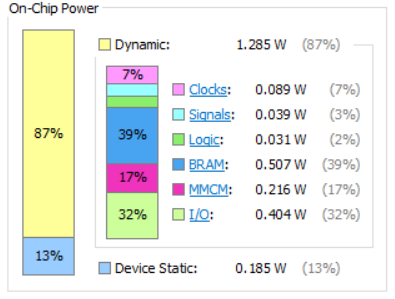 On-Chip Power
Dynamic: 1.285 W (87%)
87%
7%
Clocks: 0.089 W (7%)
Signals: 0.039 W (3%)
Logic: 0.031 W (2%)
39%
BRAM: 0.507 W (39%)
17%
MMCM: 0.216 W (17%)
32%
I/O: 0.404 W (32%)
13%
Device Static: 0.185 W (13%)